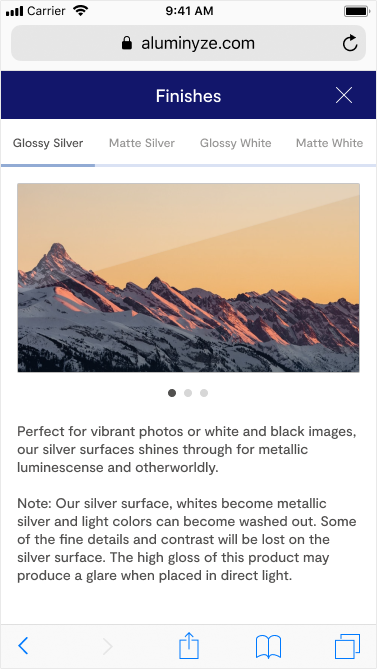 Carrier
9:41 AM
aluminyze.com
Finishes
Glossy Silver
Matte Silver
Glossy White
Matte White
Perfect for vibrant photos or white and black images,
our silver surfaces shines through for metallic
luminescence and otherworldly.
Note: Our silver surface, whites become metallic
silver and light colors can become washed out. Some
of the fine details and contrast will be lost on the
silver surface. The high gloss of this product may
produce a glare when placed in direct light.